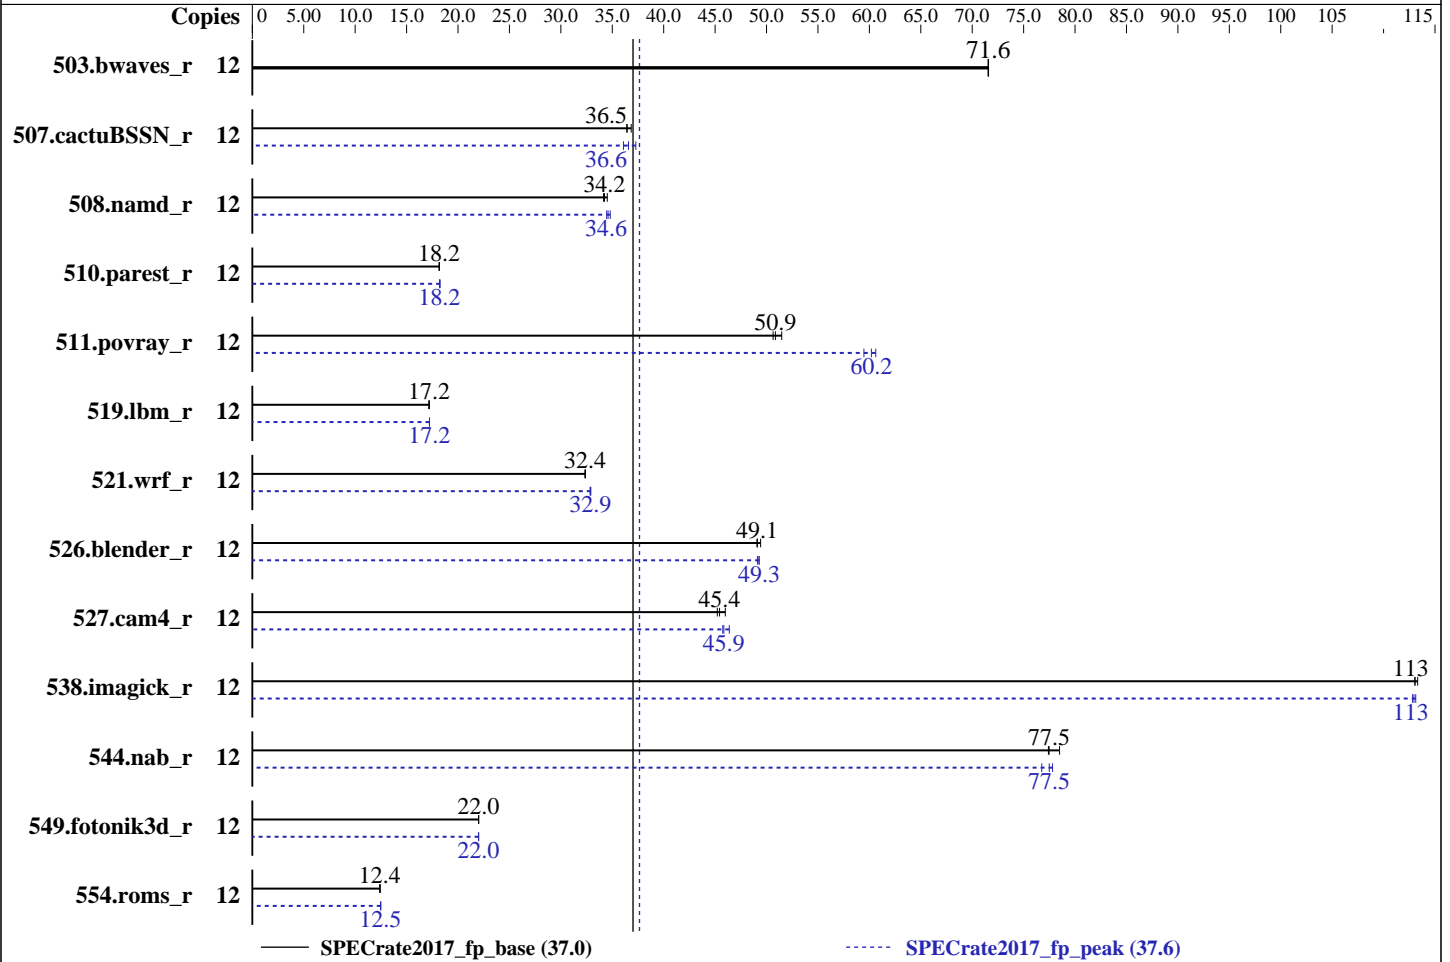 Copies 0 5.00 10.0 15.0 20.0 25.0 30.0 35.0 40.0 45.0 50.0 55.0 60.0 65.0 70.0 75.0 80.0 85.0 90.0 95.0 100 105 115
503.bwaves_r 12 71.6
507.cactuBSSN_r 12 36.5
36.6
508.namd_r 12 34.2
34.6
510.parest_r 12 18.2
18.2
511.povray_r 12 50.9
60.2
519.lbm_r 12 17.2
17.2
521.wrf_r 12 32.4
32.9
526.blender_r 12 49.1
49.3
527.cam4_r 12 45.4
45.9
538.imagick_r 12 113
113
544.nab_r 12 77.5
77.5
549.fotonik3d_r 12 22.0
22.0
554.roms_r 12 12.4
12.5
SPECrate2017_fp_base (37.0) SPECrate2017_fp_peak (37.6)